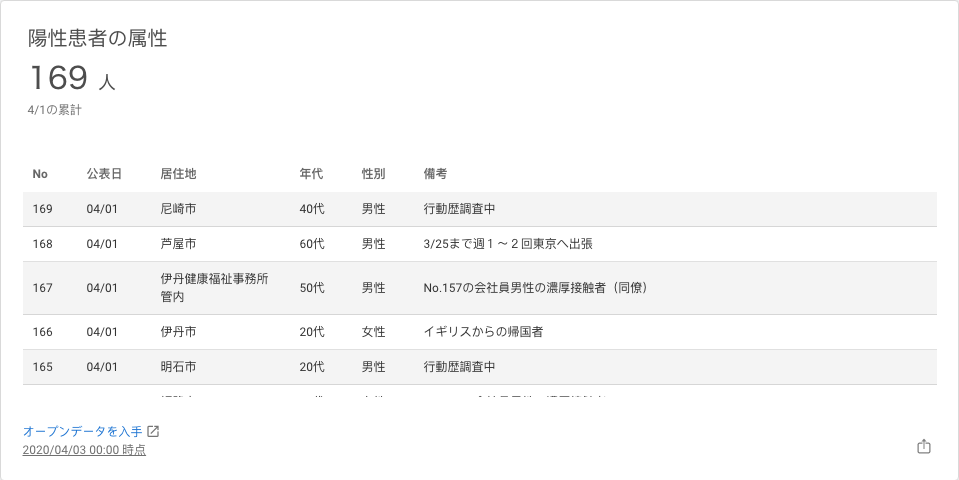 陽性患者の属性
169 人
4/1の累計
No 公表日 居住地 年代 性別 備考
169 04/01 尼崎市 40代 男性 行動歴調査中
168 04/01 芦屋市 60代 男性 3/25まで週１～２回東京へ出張
167 04/01 伊丹健康福祉事務所管内 50代 男性 No.157の会社員男性の濃厚接触者（同僚）
166 04/01 伊丹市 20代 女性 イギリスからの帰国者
165 04/01 明石市 20代 男性 行動歴調査中
オープンデータを入手
2020/04/03 00:00 時点